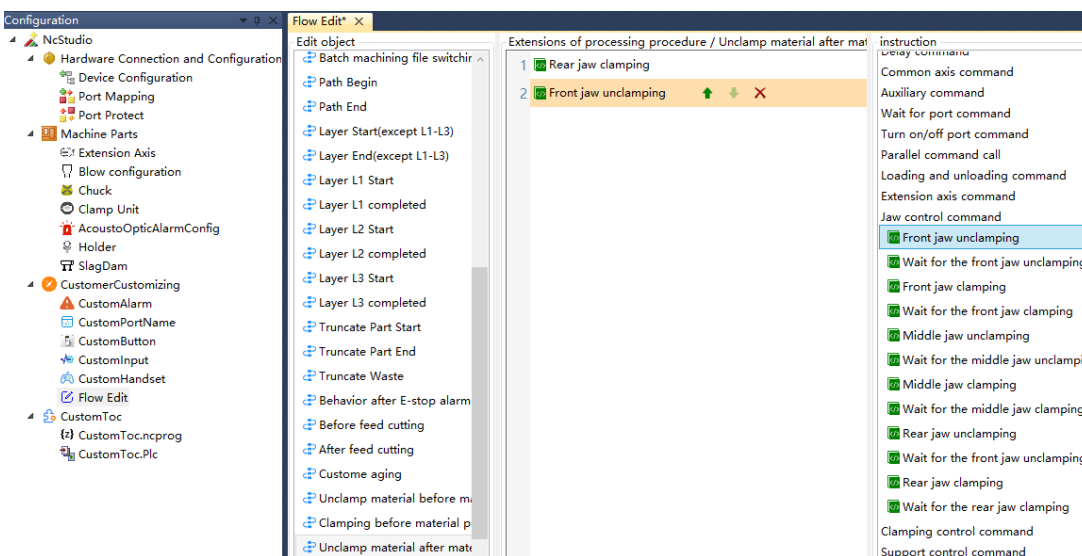 Configuration
NcStudio
Hardware Connection and Configuration
Device Configuration
Port Mapping
Port Protect
Machine Parts
Extension Axis
Blow configuration
Chuck
Clamp Unit
AcoustoOpticAlarmConfig
Holder
SlagDam
CustomerCustomizing
CustomAlarm
CustomPortName
CustomButton
CustomInput
CustomHandset
Flow Edit
CustomToc
CustomToc.ncprog
CustomToc.Plc
Flow Edit*
Edit object
Batch machining file switchir
Path Begin
Path End
Layer Start(except L1-L3)
Layer End(except L1-L3)
Layer L1 Start
Layer L1 completed
Layer L2 Start
Layer L2 completed
Layer L3 Start
Layer L3 completed
Truncate Part Start
Truncate Part End
Truncate Waste
Behavior after E-stop alarm
Before feed cutting
After feed cutting
Custome aging
Unclamp material before ma
Clamping before material p
Unclamp material after mate
Extensions of processing procedure / Unclamp material after mat
1 Rear jaw clamping
2 Front jaw unclamping
instruction
Delay command
Common axis command
Auxiliary command
Wait for port command
Turn on/off port command
Parallel command call
Loading and unloading command
Extension axis command
Jaw control command
Front jaw unclamping
Wait for the front jaw unclamping
Front jaw clamping
Wait for the front jaw clamping
Middle jaw unclamping
Wait for the middle jaw unclampi
Middle jaw clamping
Wait for the middle jaw clamping
Rear jaw unclamping
Wait for the front jaw unclamping
Rear jaw clamping
Wait for the rear jaw clamping
Clamping control command
Support control command